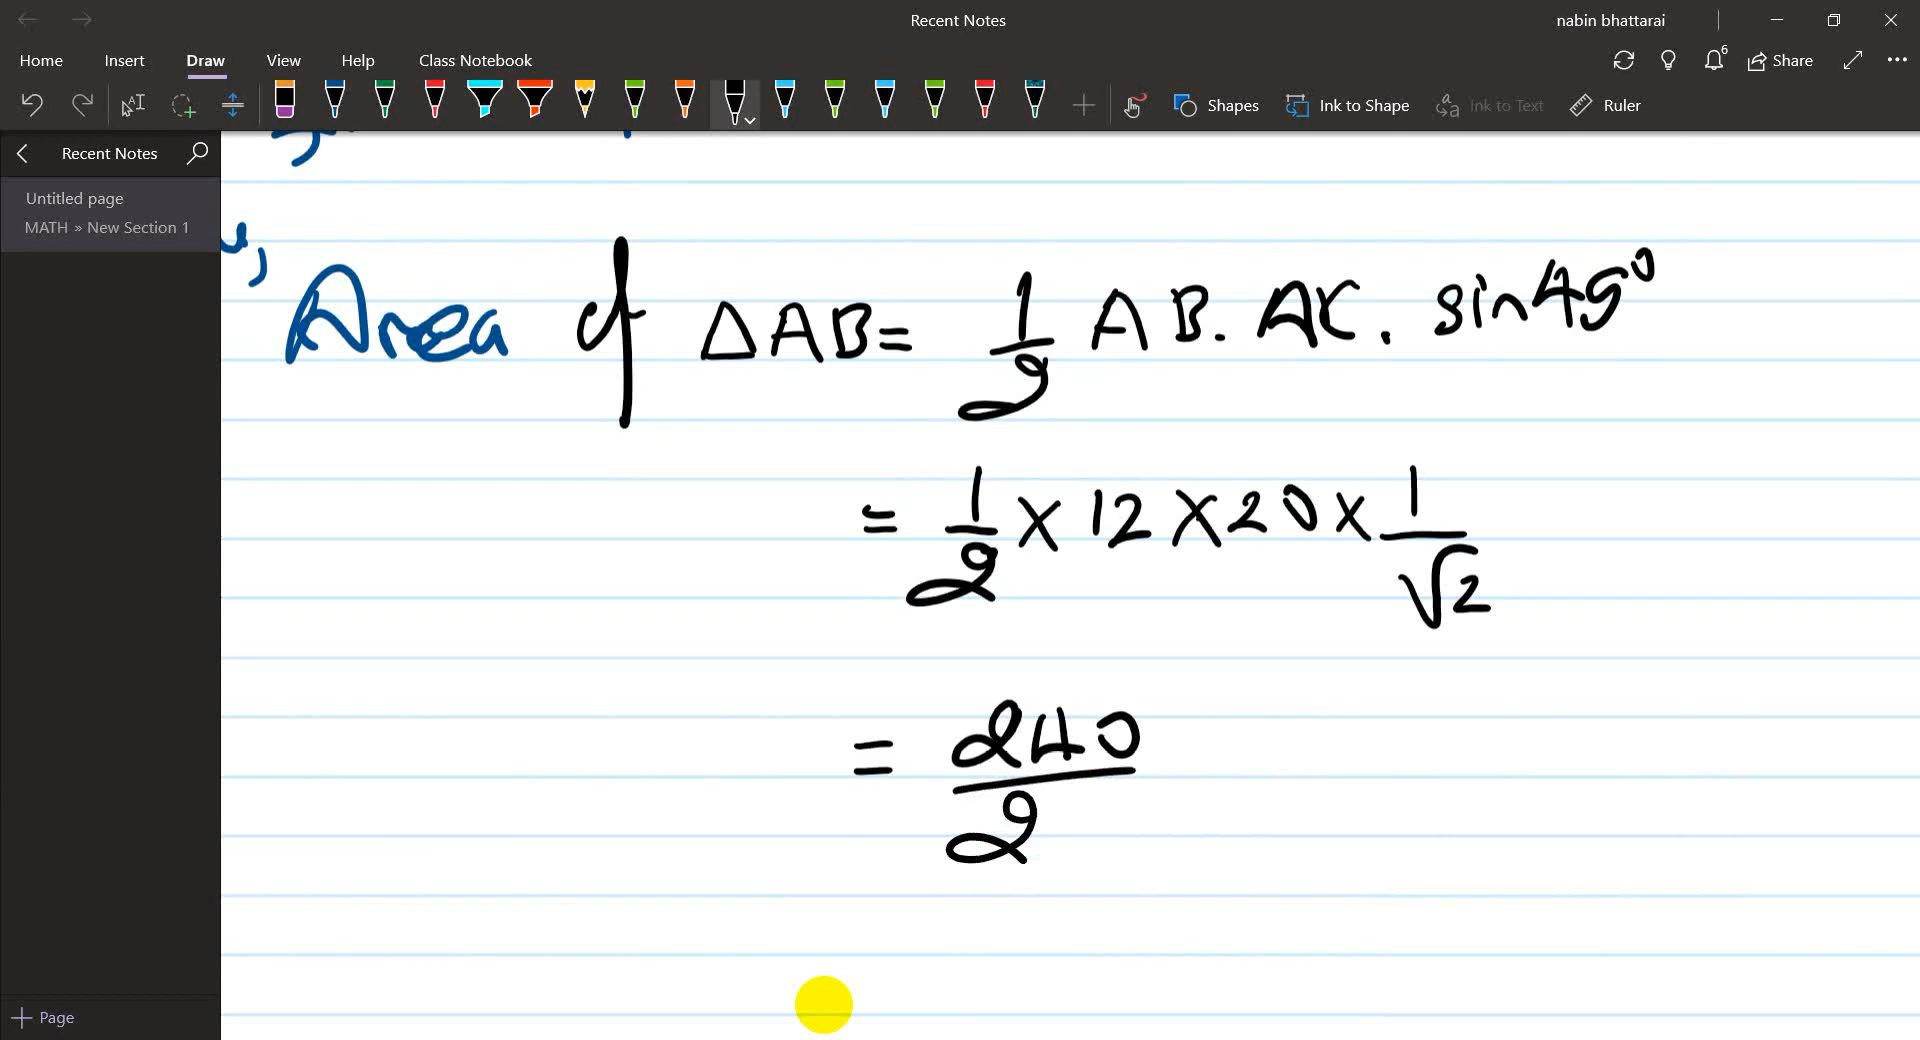 Recent Notes
nabin bhattarai
Home Insert Draw View Help Class Notebook
6
Share
Shapes Ink to Shape Ink to Text Ruler
Recent Notes
Untitled page
MATH » New Section 1
Area of ΔAB= 1/2 AB. AC. sin45°
= 1/2 × 12 × 20 × 1/√2
= 240/2
Page